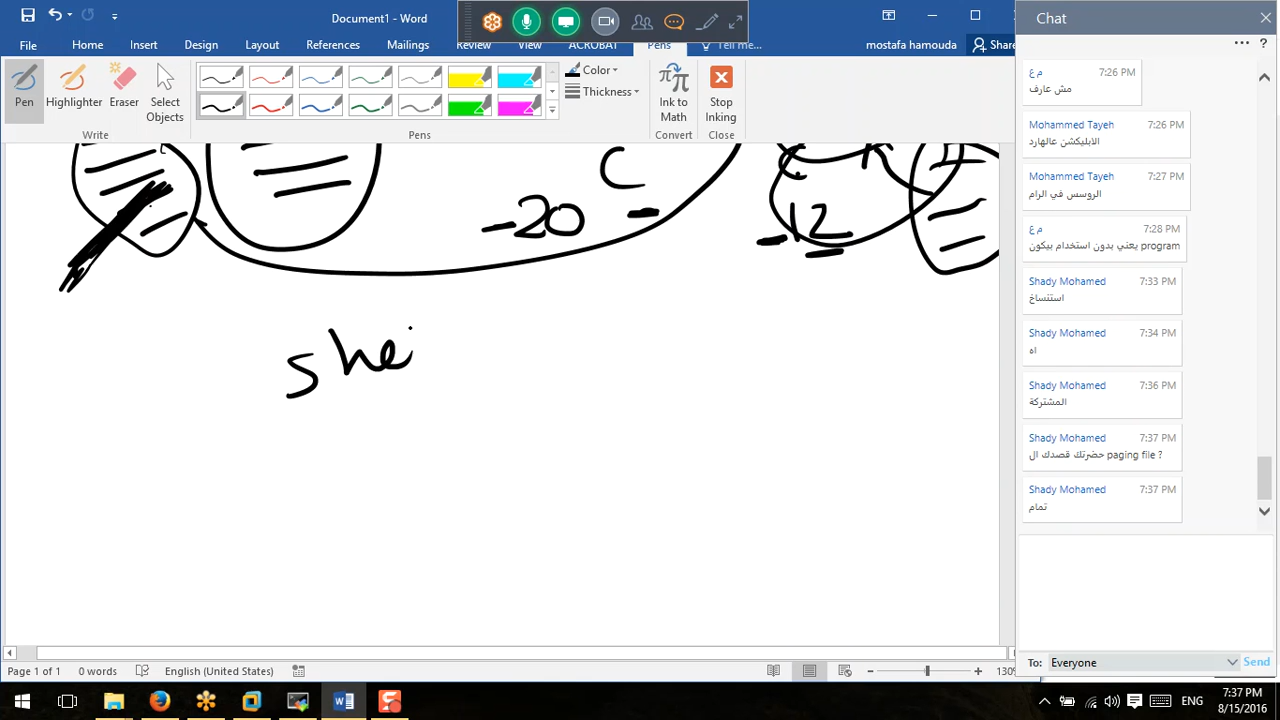 Document1 - Word
mostafa hamouda
Share
File
Home
Insert
Design
Layout
References
Mailings
Review
View
ACROBAT
Pens
Tell me...
Pen
Highlighter
Eraser
Select Objects
Color
Thickness
Ink to Math
Stop Inking
Write
Pens
Convert
Close
C
-20 -
-12
shei
Chat
م ع 7:26 PM
مش عارف
Mohammed Tayeh 7:26 PM
الابليكشن عالهارد
Mohammed Tayeh 7:27 PM
الروسس في الرام
م ع 7:28 PM
program يعني بدون استخدام بيكون
Shady Mohamed 7:33 PM
استنساخ
Shady Mohamed 7:34 PM
اه
Shady Mohamed 7:36 PM
المشتركة
Shady Mohamed 7:37 PM
حضرتك قصدك ال paging file ?
Shady Mohamed 7:37 PM
تمام
To: Everyone Send
Page 1 of 1 0 words English (United States) 130%
ENG 7:37 PM
8/15/2016